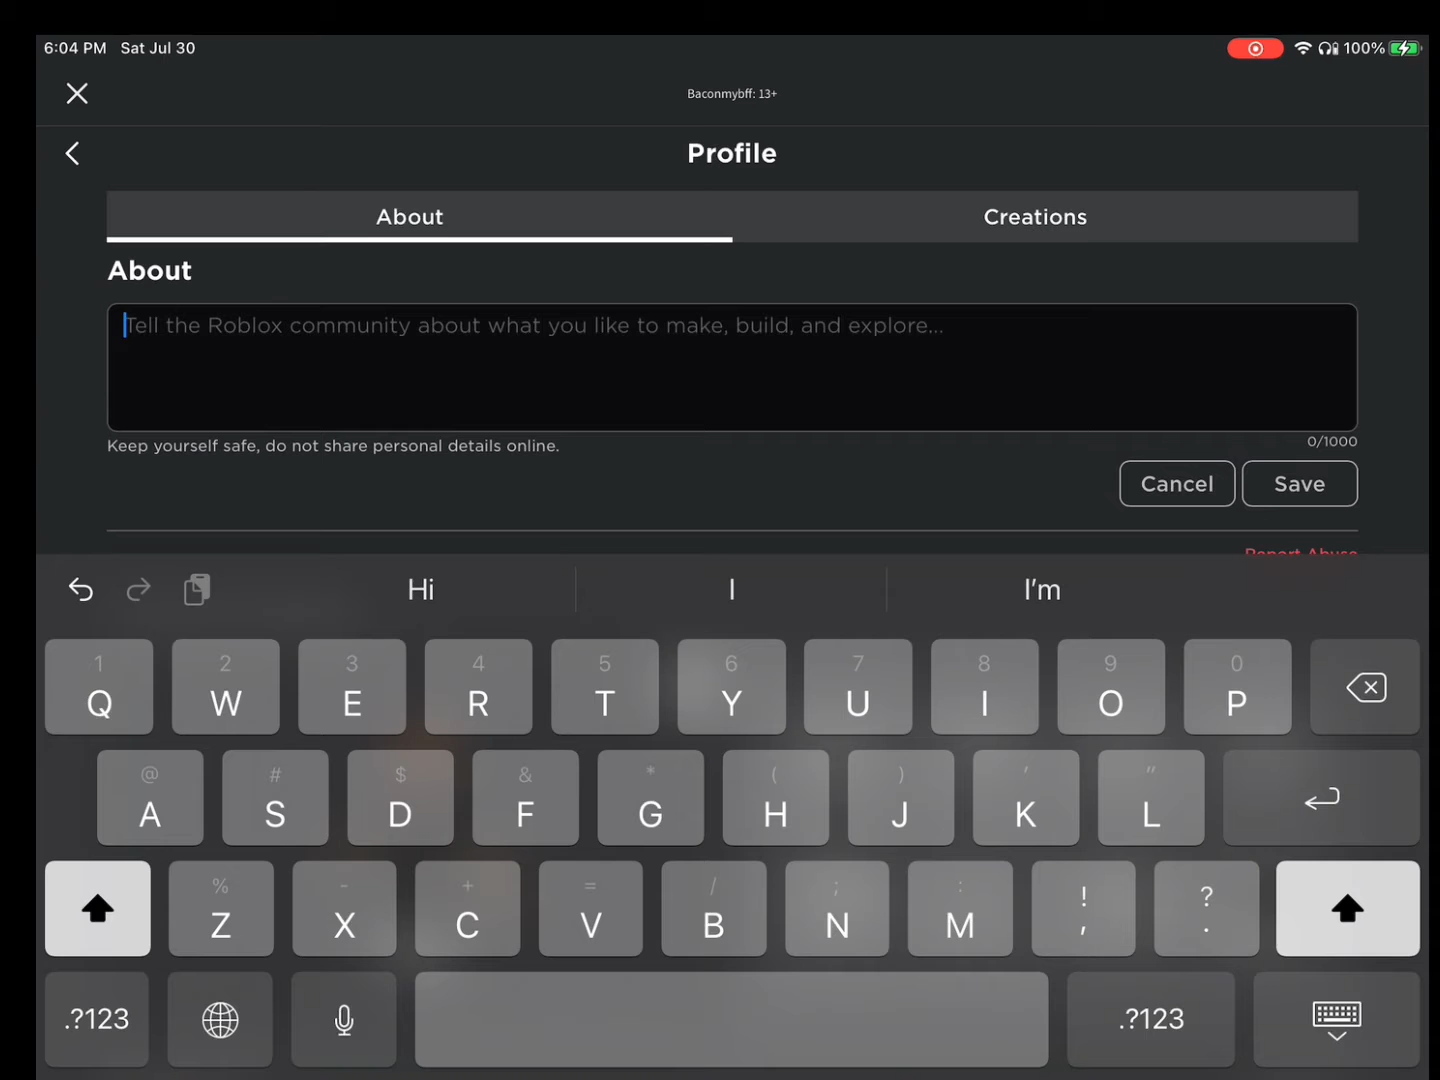 6:04 PM Sat Jul 30 100%
Baconmybff: 13+
Profile
About Creations
About
Tell the Roblox community about what you like to make, build, and explore...
Keep yourself safe, do not share personal details online. 0/1000
Cancel Save
Report Abuse
Hi I I'm
1 2 3 4 5 6 7 8 9 0
Q W E R T Y U I O P
@ # $ & * ( ) ' "
A S D F G H J K L
% - + = / ; : ! ?
Z X C V B N M , .
.?123 .?123